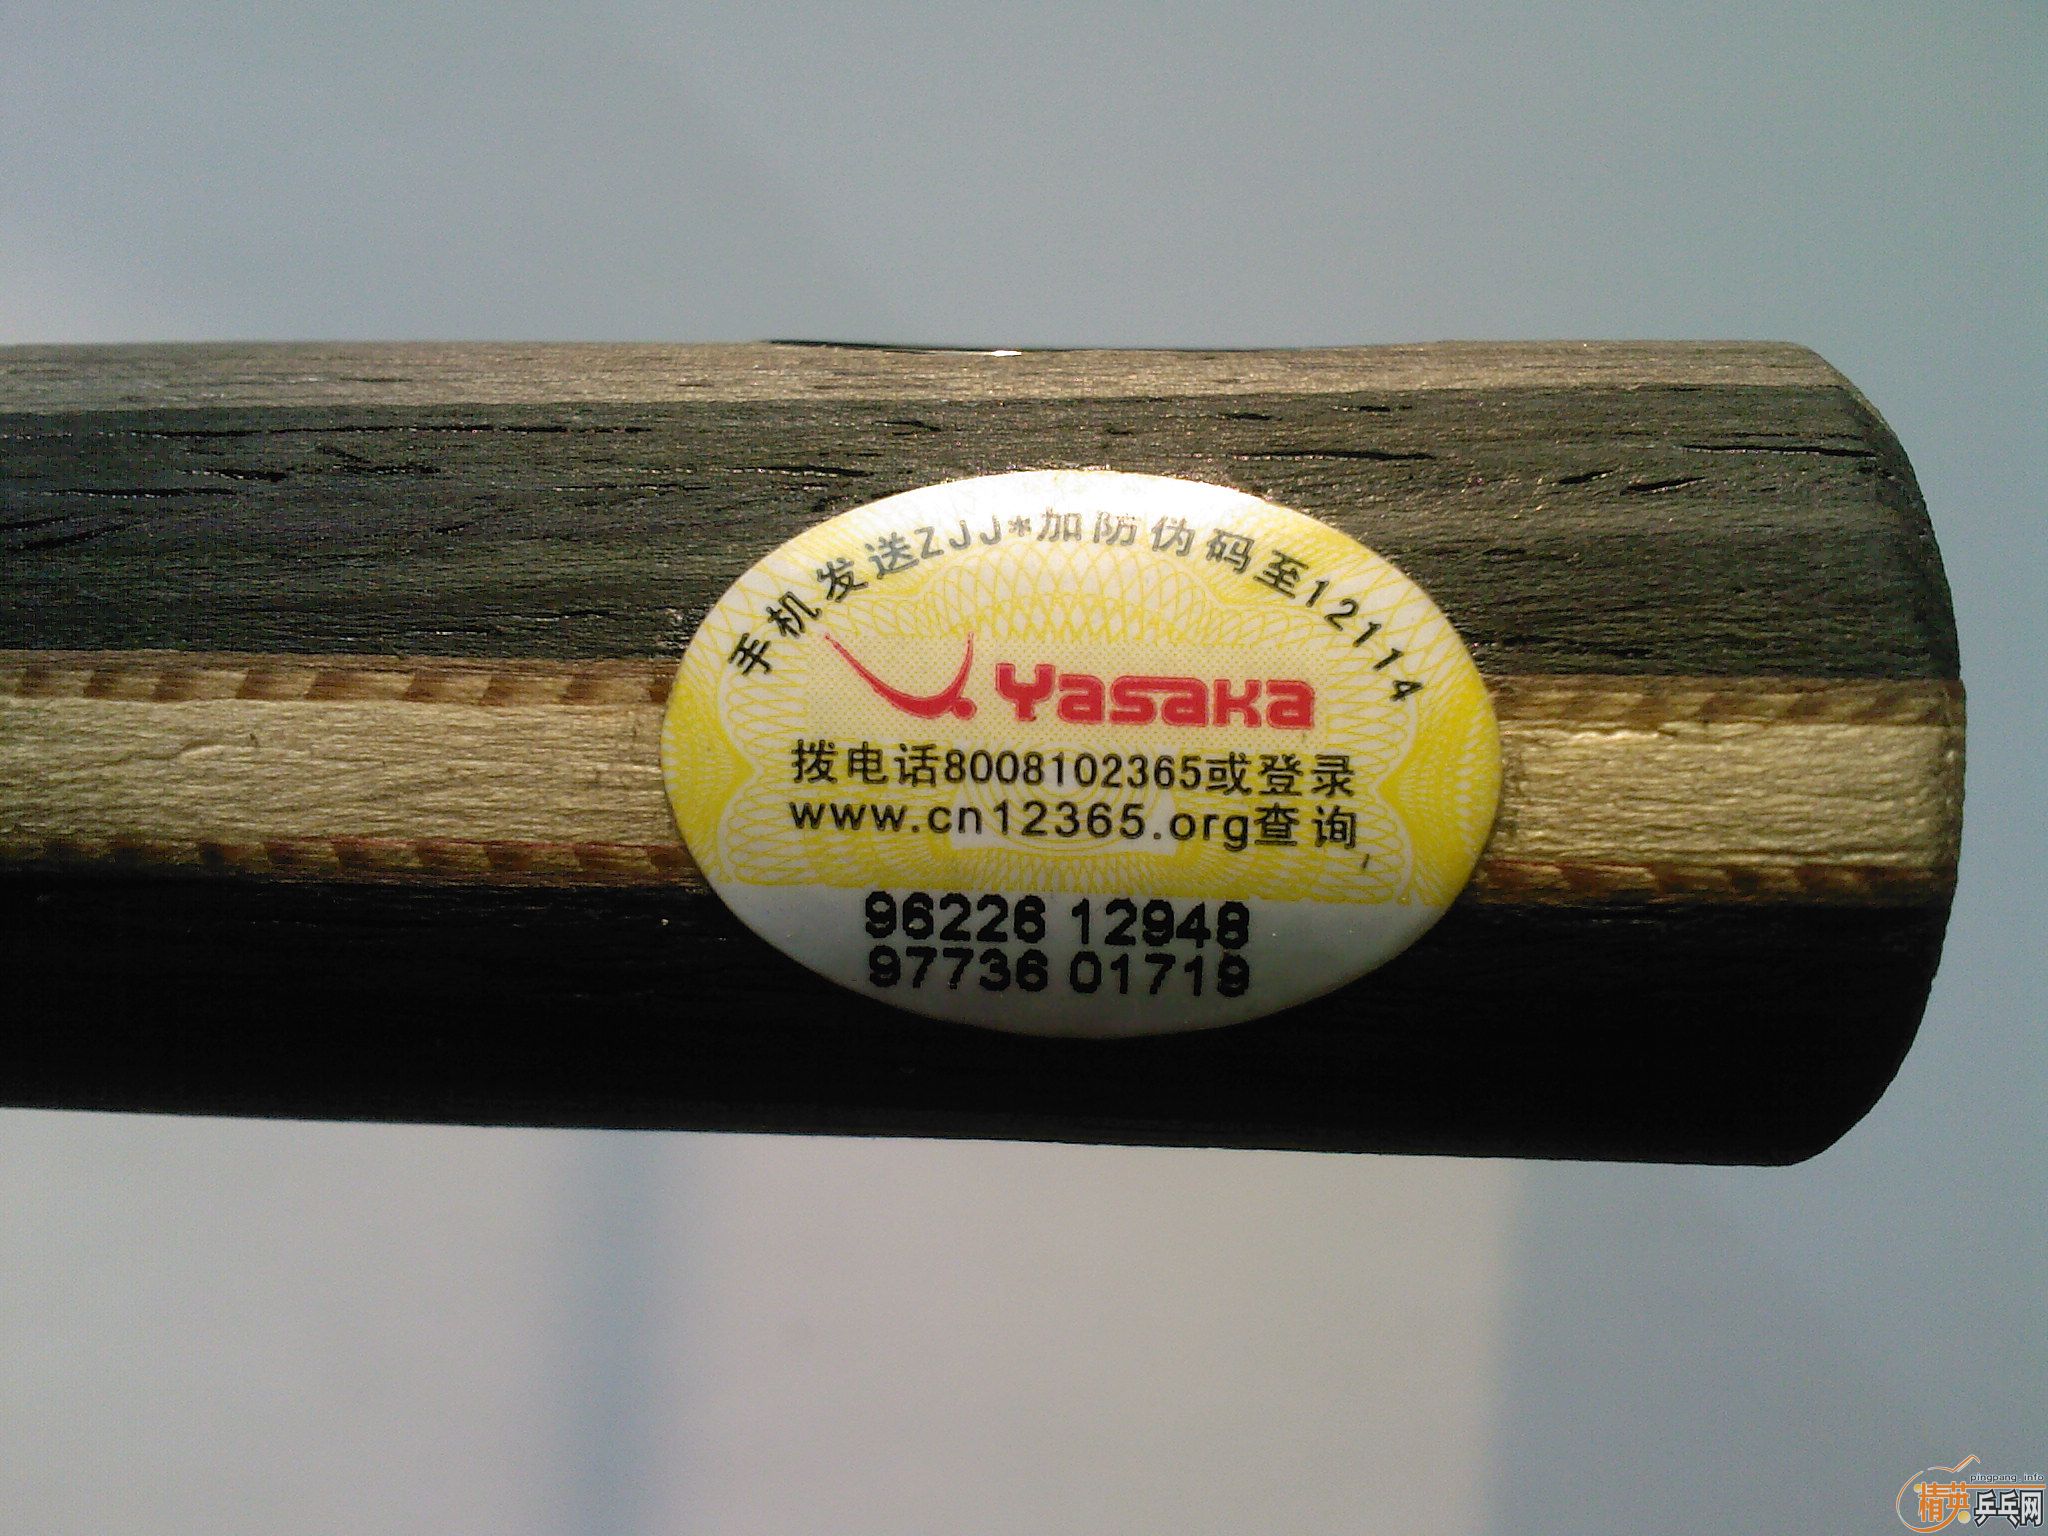 手机发送ZJJ*加防伪码至12114
Yasaka
拨电话8008102365或登录
www.cn12365.org查询
96226 12948
97736 01719
pingpang.info
精英乒乓网